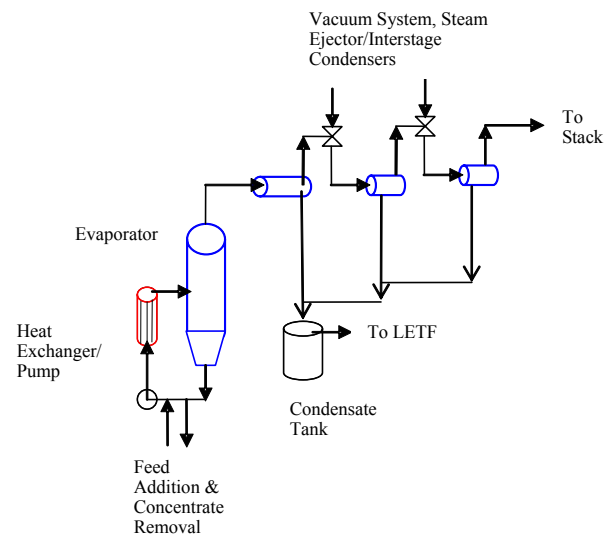 Vacuum System, Steam
Ejector/Interstage
Condensers
To
Stack
Evaporator
Heat
Exchanger/
Pump
To LETF
Condensate
Tank
Feed
Addition &
Concentrate
Removal